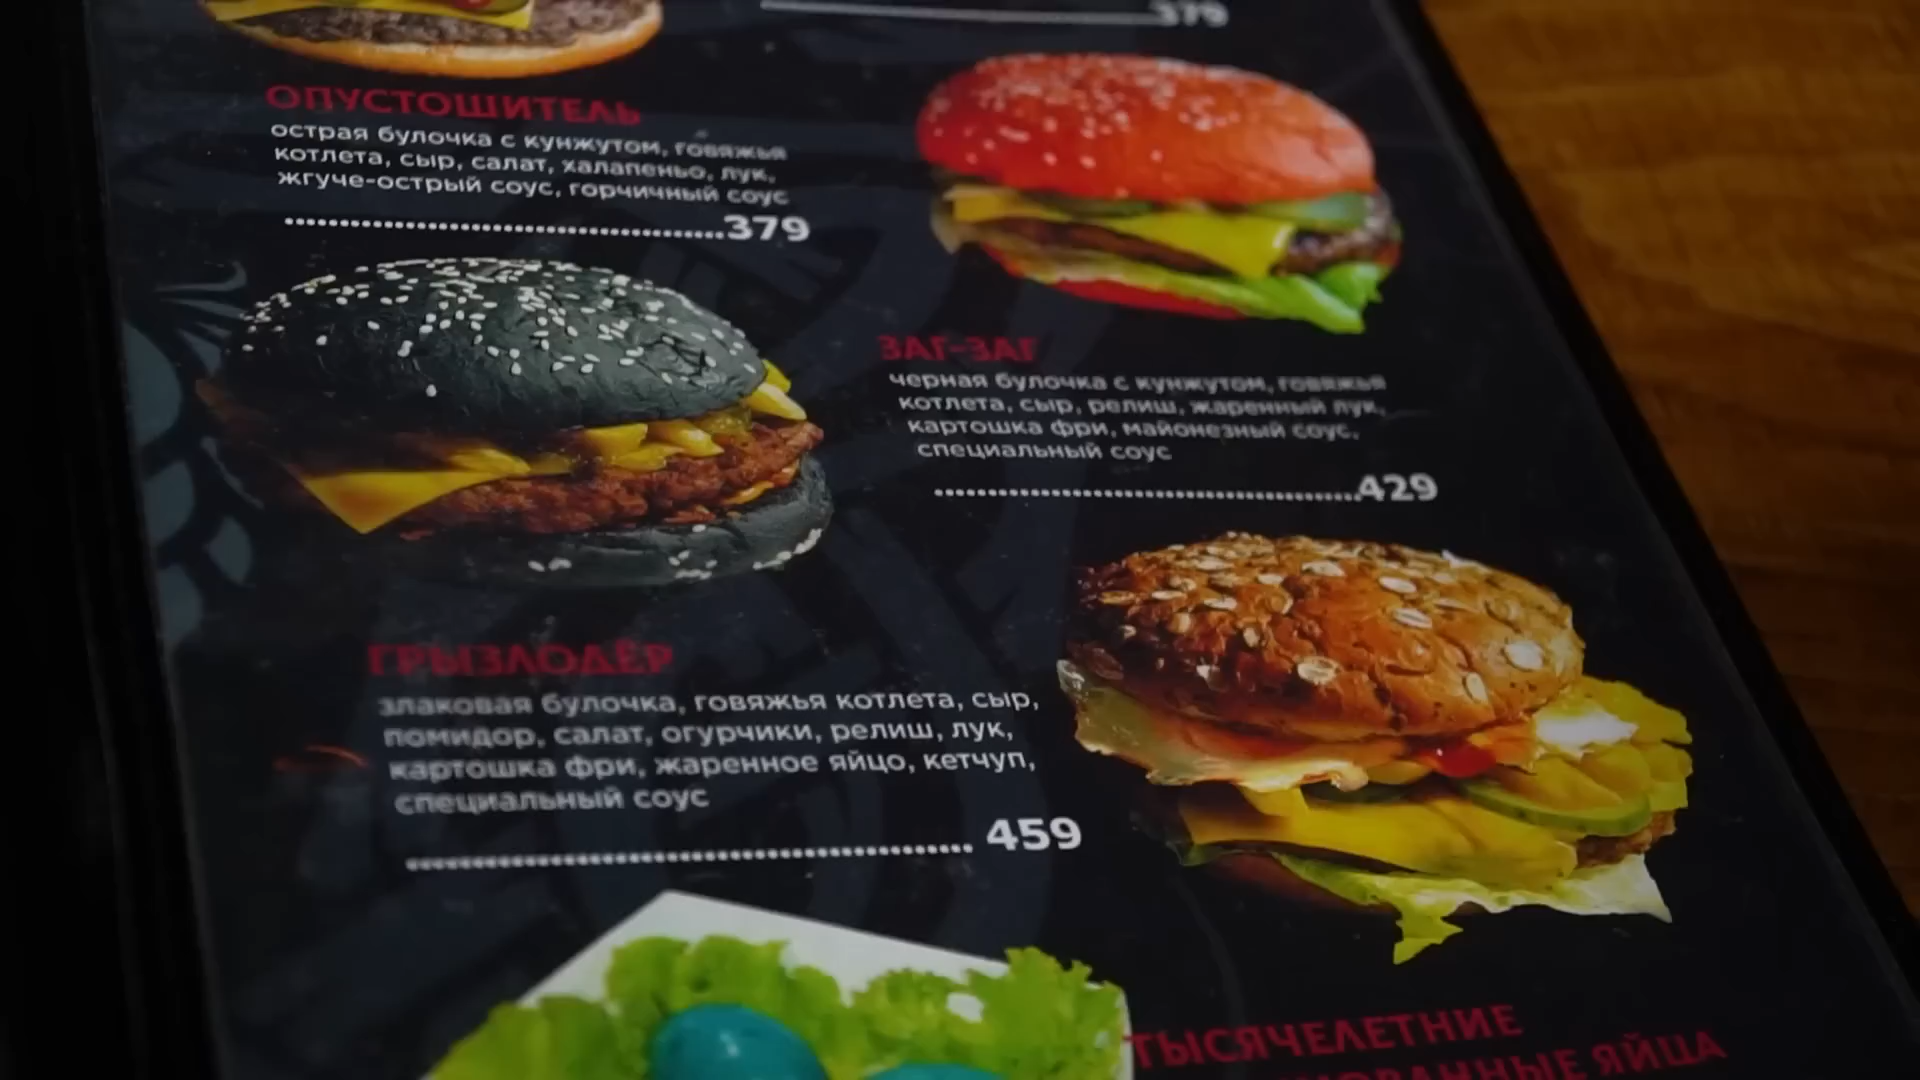 379
ОПУСТОШИТЕЛЬ
острая булочка с кунжутом, говяжья
котлета, сыр, салат, халапеньо, лук,
жгуче-острый соус, горчичный соус
379
ЗАГ-ЗАГ
черная булочка с кунжутом, говяжья
котлета, сыр, релиш, жаренный лук,
картошка фри, майонезный соус,
специальный соус
429
ГРЫЗЛОДЁР
злаковая булочка, говяжья котлета, сыр,
помидор, салат, огурчики, релиш, лук,
картошка фри, жаренное яйцо, кетчуп,
специальный соус
459
ТЫСЯЧЕЛЕТНИЕ
ЯЙЦА